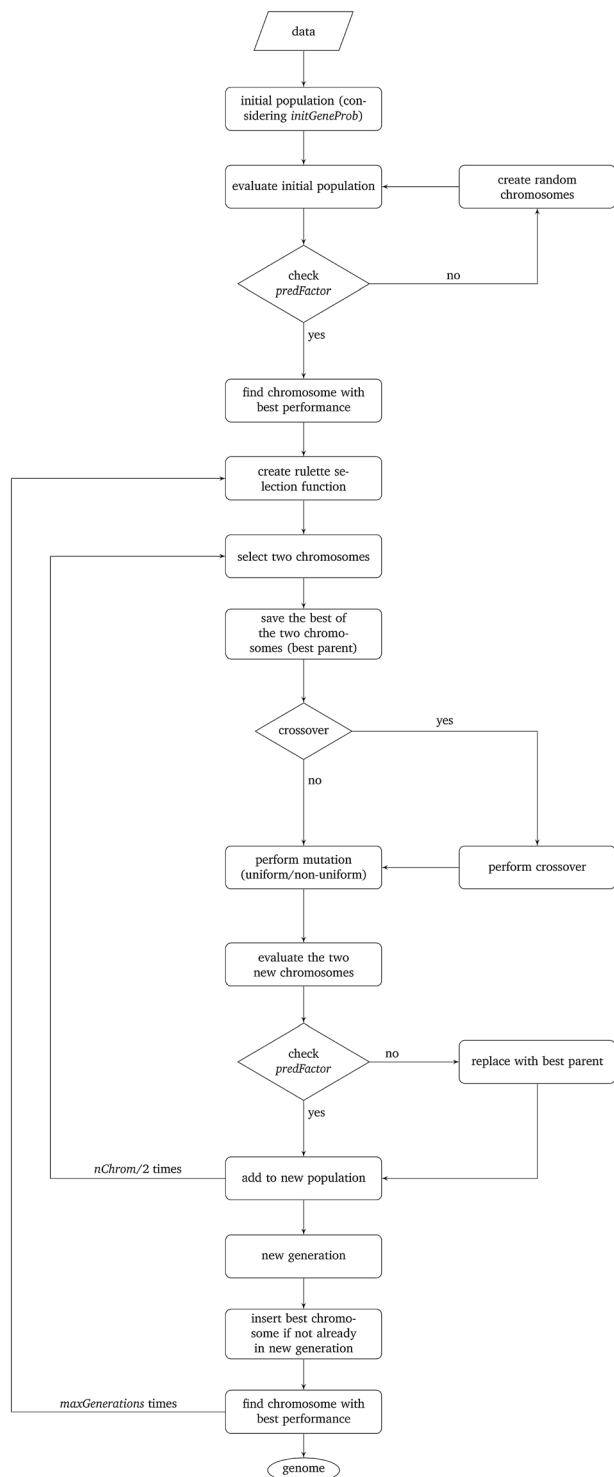 data
initial population (con-
sidering initGeneProb)
evaluate initial population
create random
chromosomes
check
predFactor
no
yes
find chromosome with
best performance
create rulette se-
lection function
select two chromosomes
save the best of
the two chromo-
somes (best parent)
crossover
yes
no
perform mutation
(uniform/non-uniform)
perform crossover
evaluate the two
new chromosomes
check
predFactor
no
replace with best parent
yes
nChrom/2 times
add to new population
new generation
insert best chromo-
some if not already
in new generation
maxGenerations times
find chromosome with
best performance
genome